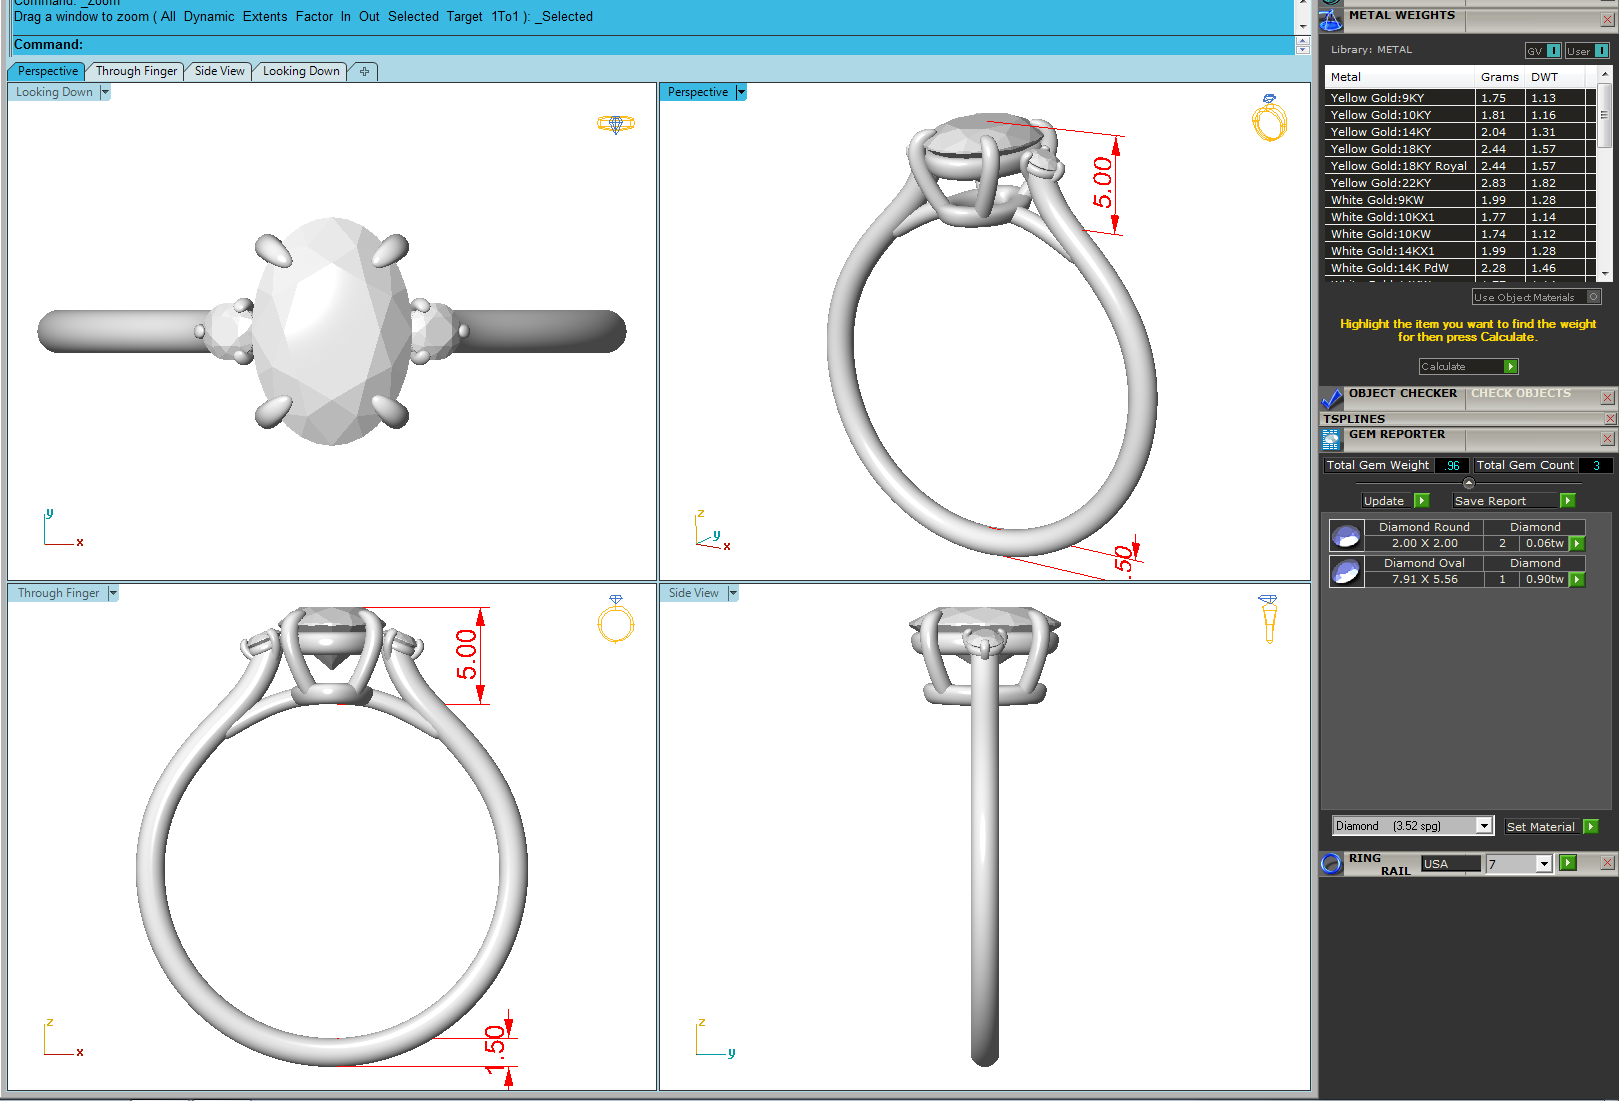 Command: _Zoom
Drag a window to zoom ( All Dynamic Extents Factor In Out Selected Target 1To1 ): _Selected
Command:
Perspective
Through Finger
Side View
Looking Down
Looking Down
Perspective
5.00
.50
Through Finger
5.00
1.50
Side View
z
y
x
z
y
x
z
x
z
y
METAL WEIGHTS
Library: METAL
GV
User
Metal Grams DWT
Yellow Gold:9KY 1.75 1.13
Yellow Gold:10KY 1.81 1.16
Yellow Gold:14KY 2.04 1.31
Yellow Gold:18KY 2.44 1.57
Yellow Gold:18KY Royal 2.44 1.57
Yellow Gold:22KY 2.83 1.82
White Gold:9KW 1.99 1.28
White Gold:10KX1 1.77 1.14
White Gold:10KW 1.74 1.12
White Gold:14KX1 1.99 1.28
White Gold:14K PdW 2.28 1.46
Use Object Materials
Highlight the item you want to find the weight
for then press Calculate.
Calculate
OBJECT CHECKER CHECK OBJECTS
TSPLINES
GEM REPORTER
Total Gem Weight .96 Total Gem Count 3
Update Save Report
Diamond Round Diamond
2.00 X 2.00 2 0.06tw
Diamond Oval Diamond
7.91 X 5.56 1 0.90tw
Diamond (3.52 spg) Set Material
RING
RAIL USA 7